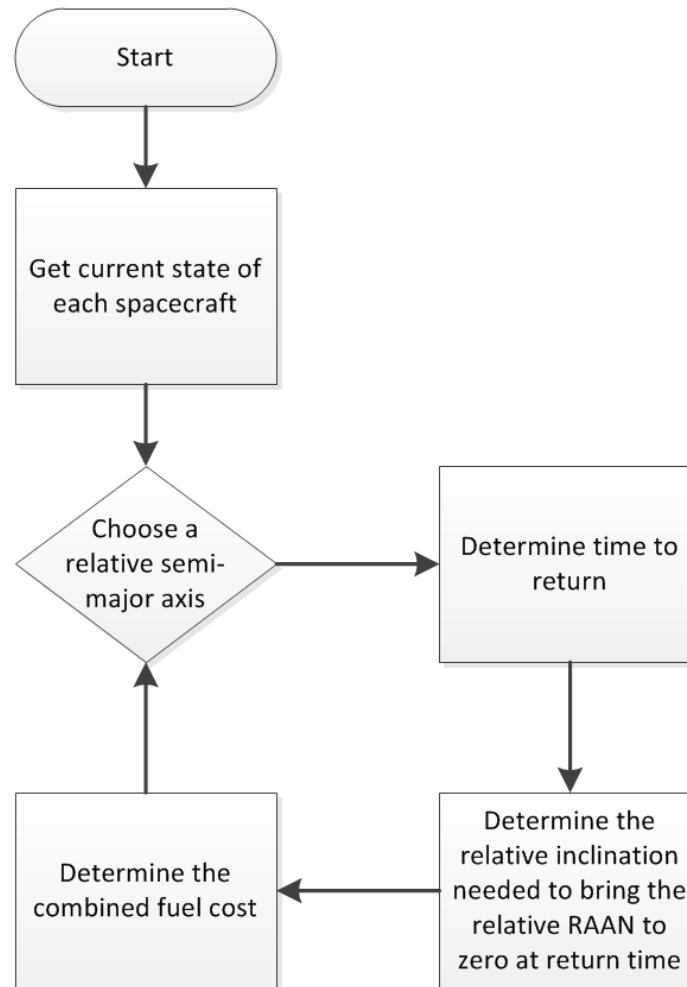 Start
Get current state of
each spacecraft
Choose a
relative semi-
major axis
Determine time to
return
Determine the
relative inclination
needed to bring the
relative RAAN to
zero at return time
Determine the
combined fuel cost